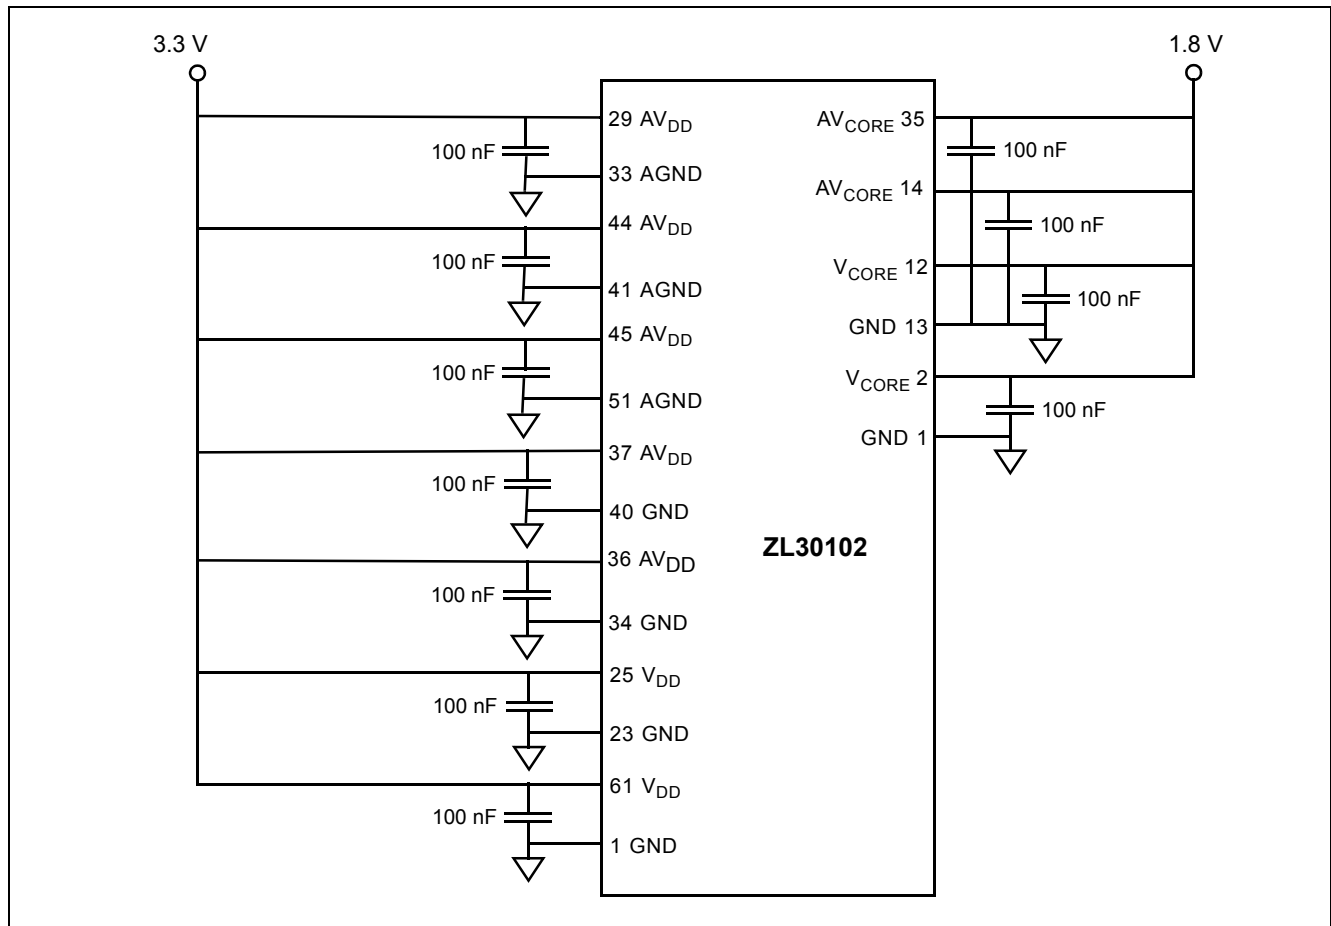 3.3 V
1.8 V
29 AVDD
100 nF
33 AGND
44 AVDD
100 nF
41 AGND
45 AVDD
100 nF
51 AGND
37 AVDD
100 nF
40 GND
36 AVDD
100 nF
34 GND
25 VDD
100 nF
23 GND
61 VDD
100 nF
1 GND
ZL30102
AVCORE 35
100 nF
AVCORE 14
100 nF
VCORE 12
100 nF
GND 13
VCORE 2
100 nF
GND 1